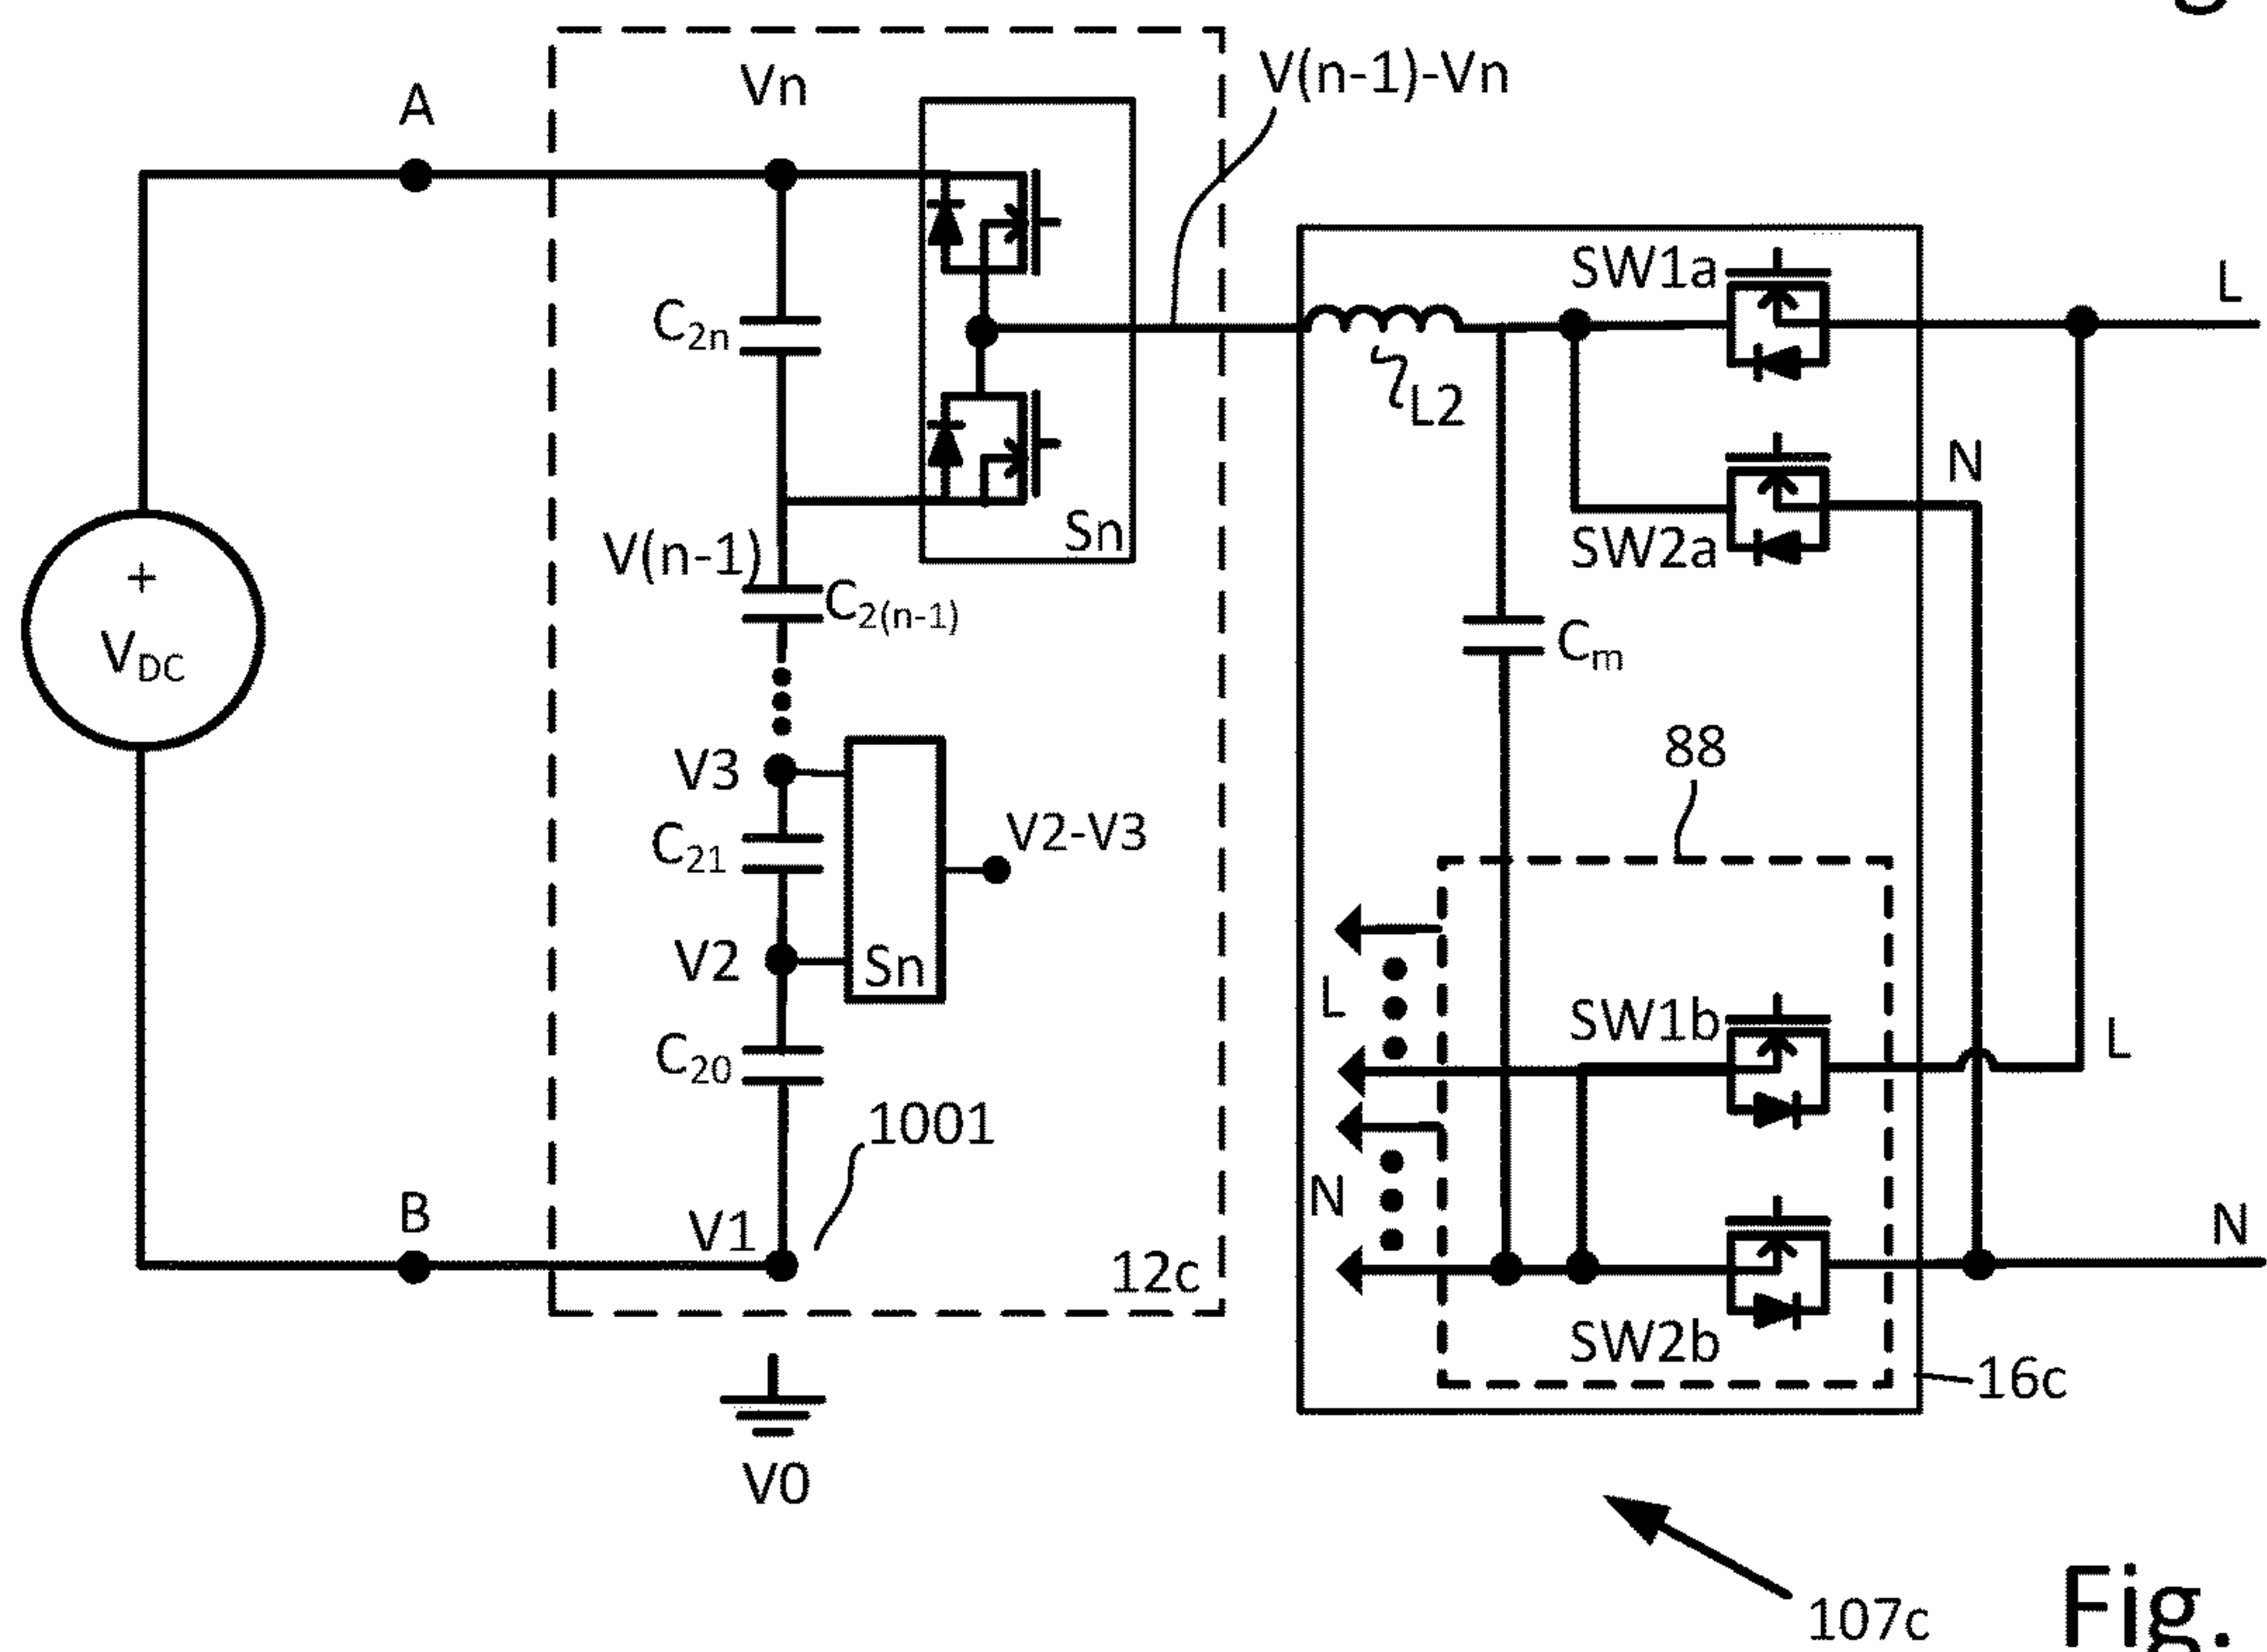 A
Vn
V(n-1)-Vn
C2n
Sn
V(n-1)
C2(n-1)
+
VDC
V3
C21
V2-V3
V2
Sn
C20
1001
B
V1
12c
V0
SW1a
L
L2
SW2a
N
Cm
88
L
SW1b
L
N
SW2b
N
16c
107c
Fig.